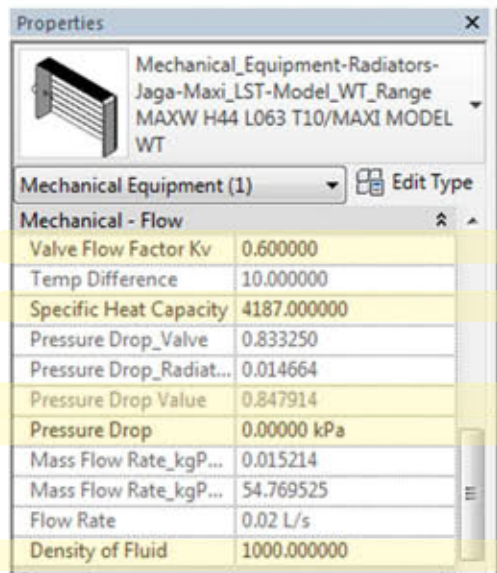 Properties
Mechanical_Equipment-Radiators-
Jaga-Maxi_LST-Model_WT_Range
MAXW H44 L063 T10/MAXI MODEL
WT
Mechanical Equipment (1)
Edit Type
Mechanical - Flow
Valve Flow Factor Kv 0.600000
Temp Difference 10.000000
Specific Heat Capacity 4187.000000
Pressure Drop_Valve 0.833250
Pressure Drop_Radiat... 0.014664
Pressure Drop Value 0.847914
Pressure Drop 0.00000 kPa
Mass Flow Rate_kgP... 0.015214
Mass Flow Rate_kgP... 54.769525
Flow Rate 0.02 L/s
Density of Fluid 1000.000000